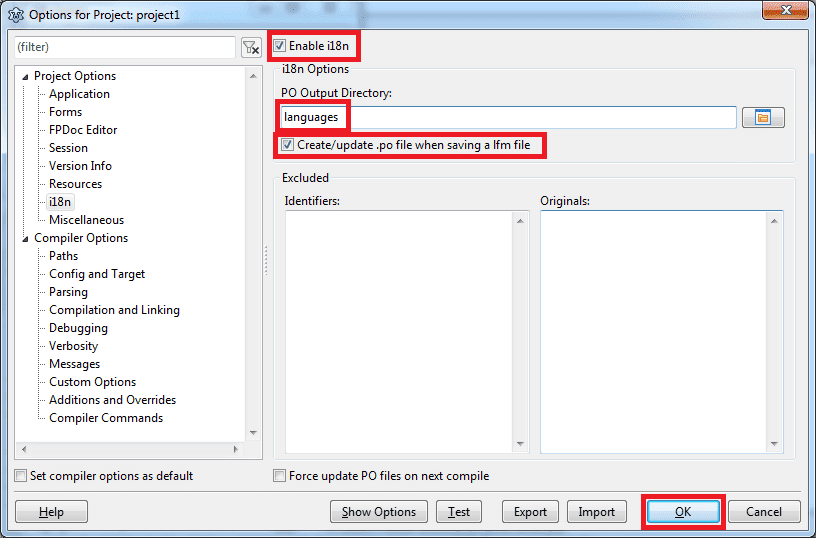 Options for Project: project1
(filter)
Enable i18n
Project Options
Application
Forms
FPDoc Editor
Session
Version Info
Resources
i18n
Miscellaneous
Compiler Options
Paths
Config and Target
Parsing
Compilation and Linking
Debugging
Verbosity
Messages
Custom Options
Additions and Overrides
Compiler Commands
i18n Options
PO Output Directory:
languages
Create/update .po file when saving a lfm file
Excluded
Identifiers:
Originals:
Set compiler options as default
Force update PO files on next compile
Help
Show Options
Test
Export
Import
OK
Cancel